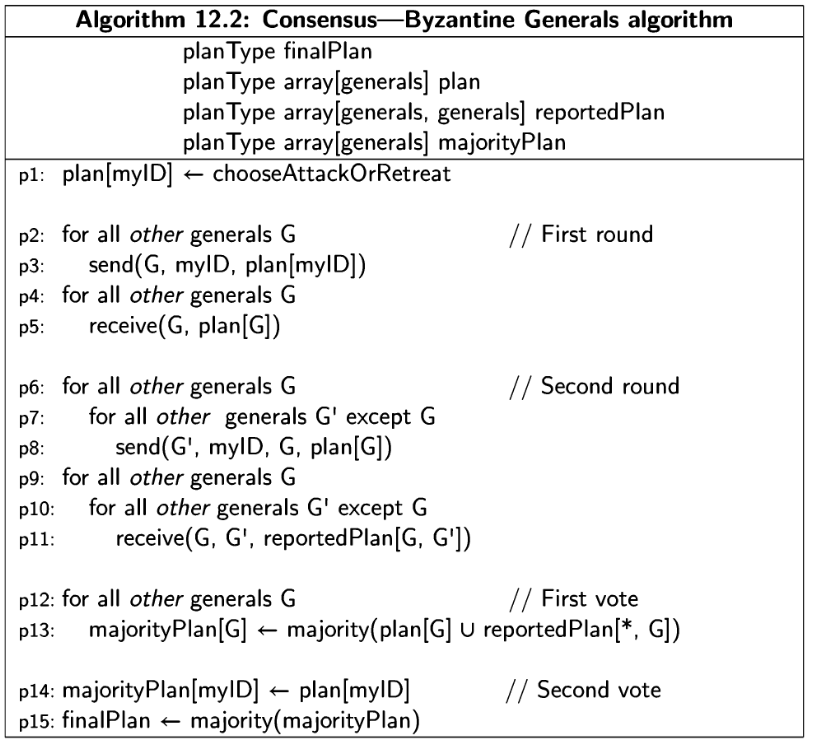 Algorithm 12.2: Consensus—Byzantine Generals algorithm
planType finalPlan
planType array[generals] plan
planType array[generals, generals] reportedPlan
planType array[generals] majorityPlan
p1: plan[myID] ← chooseAttackOrRetreat
p2: for all other generals G // First round
p3: send(G, myID, plan[myID])
p4: for all other generals G
p5: receive(G, plan[G])
p6: for all other generals G // Second round
p7: for all other generals G' except G
p8: send(G', myID, G, plan[G])
p9: for all other generals G
p10: for all other generals G' except G
p11: receive(G, G', reportedPlan[G, G'])
p12: for all other generals G // First vote
p13: majorityPlan[G] ← majority(plan[G] ∪ reportedPlan[*, G])
p14: majorityPlan[myID] ← plan[myID] // Second vote
p15: finalPlan ← majority(majorityPlan)